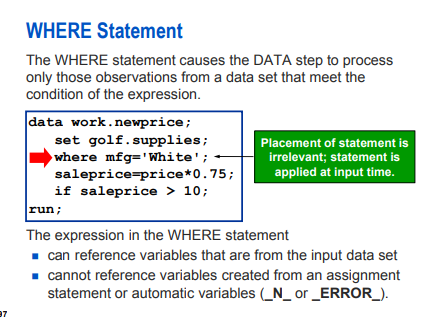 WHERE Statement
The WHERE statement causes the DATA step to process
only those observations from a data set that meet the
condition of the expression.
data work.newprice;
set golf.supplies;
where mfg='White';
saleprice=price*0.75;
if saleprice > 10;
run;
Placement of statement is
irrelevant; statement is
applied at input time.
The expression in the WHERE statement
▪ can reference variables that are from the input data set
▪ cannot reference variables created from an assignment
statement or automatic variables (_N_ or _ERROR_).
97